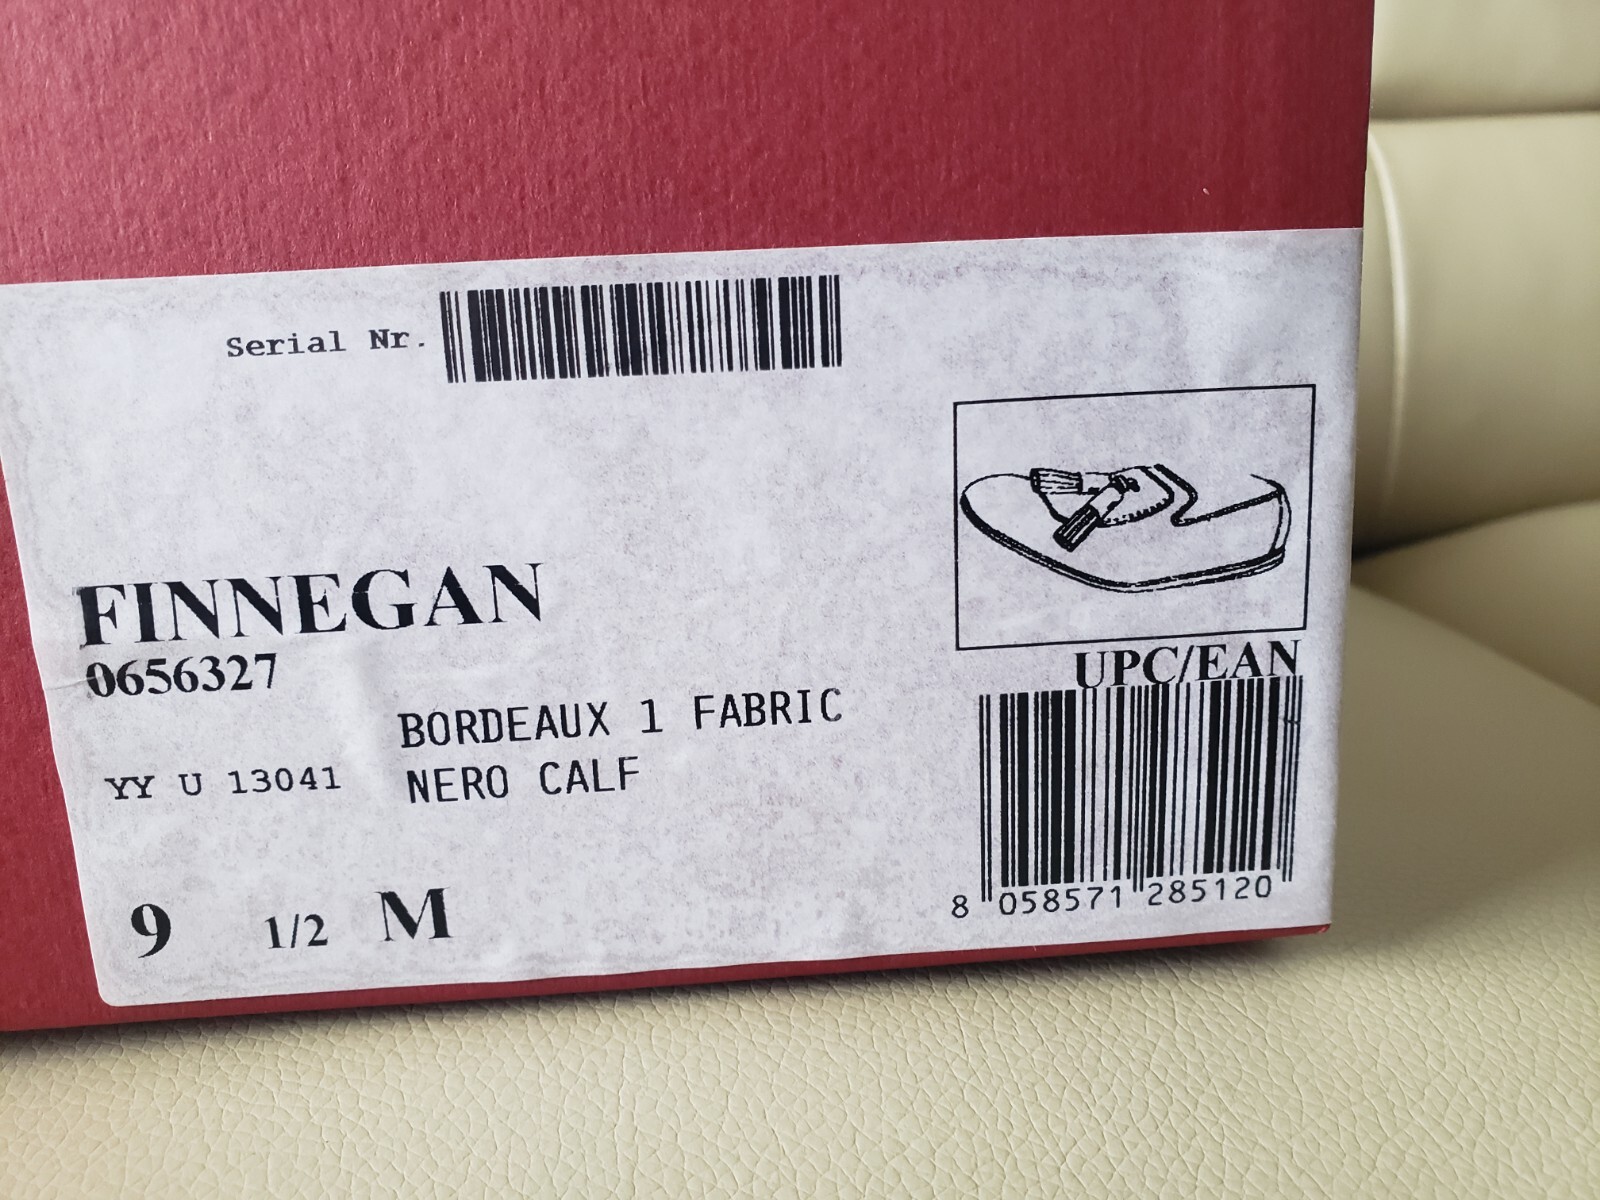 Serial Nr.
FINNEGAN
0656327
BORDEAUX 1 FABRIC
YY U 13041 NERO CALF
9 1/2 M
UPC/EAN
8 058571 285120